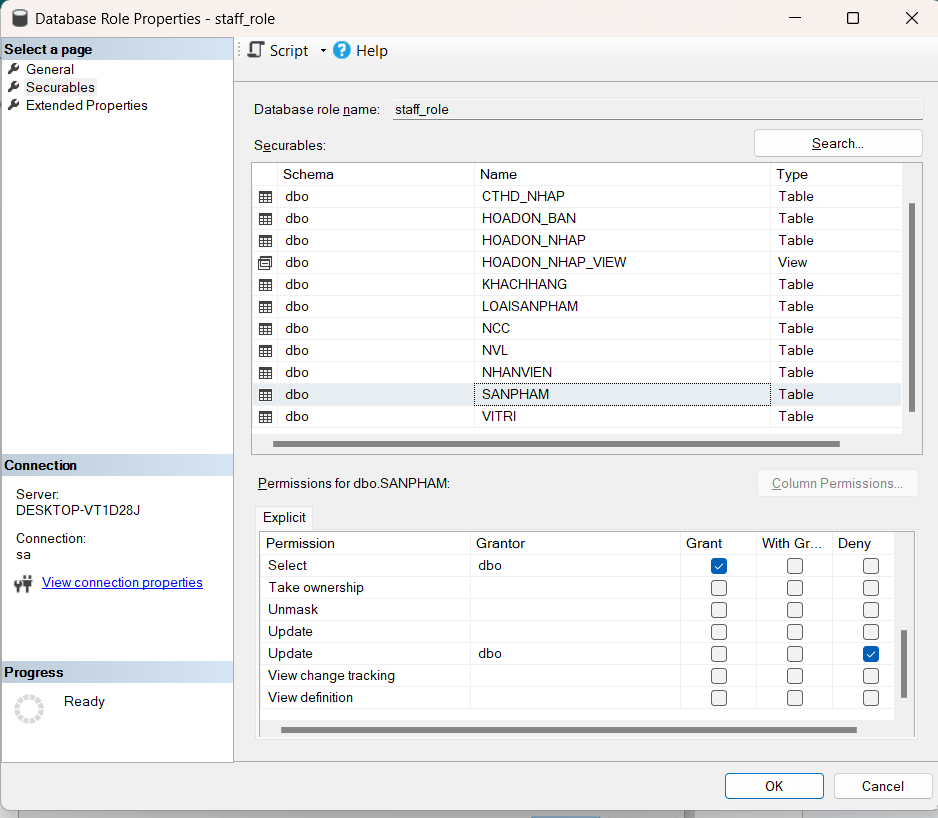 Database Role Properties - staff_role
Select a page
General
Securables
Extended Properties
Script
Help
Database role name: staff_role
Securables:
Search...
Schema Name Type
dbo CTHD_NHAP Table
dbo HOADON_BAN Table
dbo HOADON_NHAP Table
dbo HOADON_NHAP_VIEW View
dbo KHACHHANG Table
dbo LOAISANPHAM Table
dbo NCC Table
dbo NVL Table
dbo NHANVIEN Table
dbo SANPHAM Table
dbo VITRI Table
Connection
Server:
DESKTOP-VT1D28J
Connection:
sa
View connection properties
Progress
Ready
Permissions for dbo.SANPHAM:
Column Permissions...
Explicit
Permission Grantor Grant With Gr... Deny
Select dbo
Take ownership
Unmask
Update
Update dbo
View change tracking
View definition
OK
Cancel